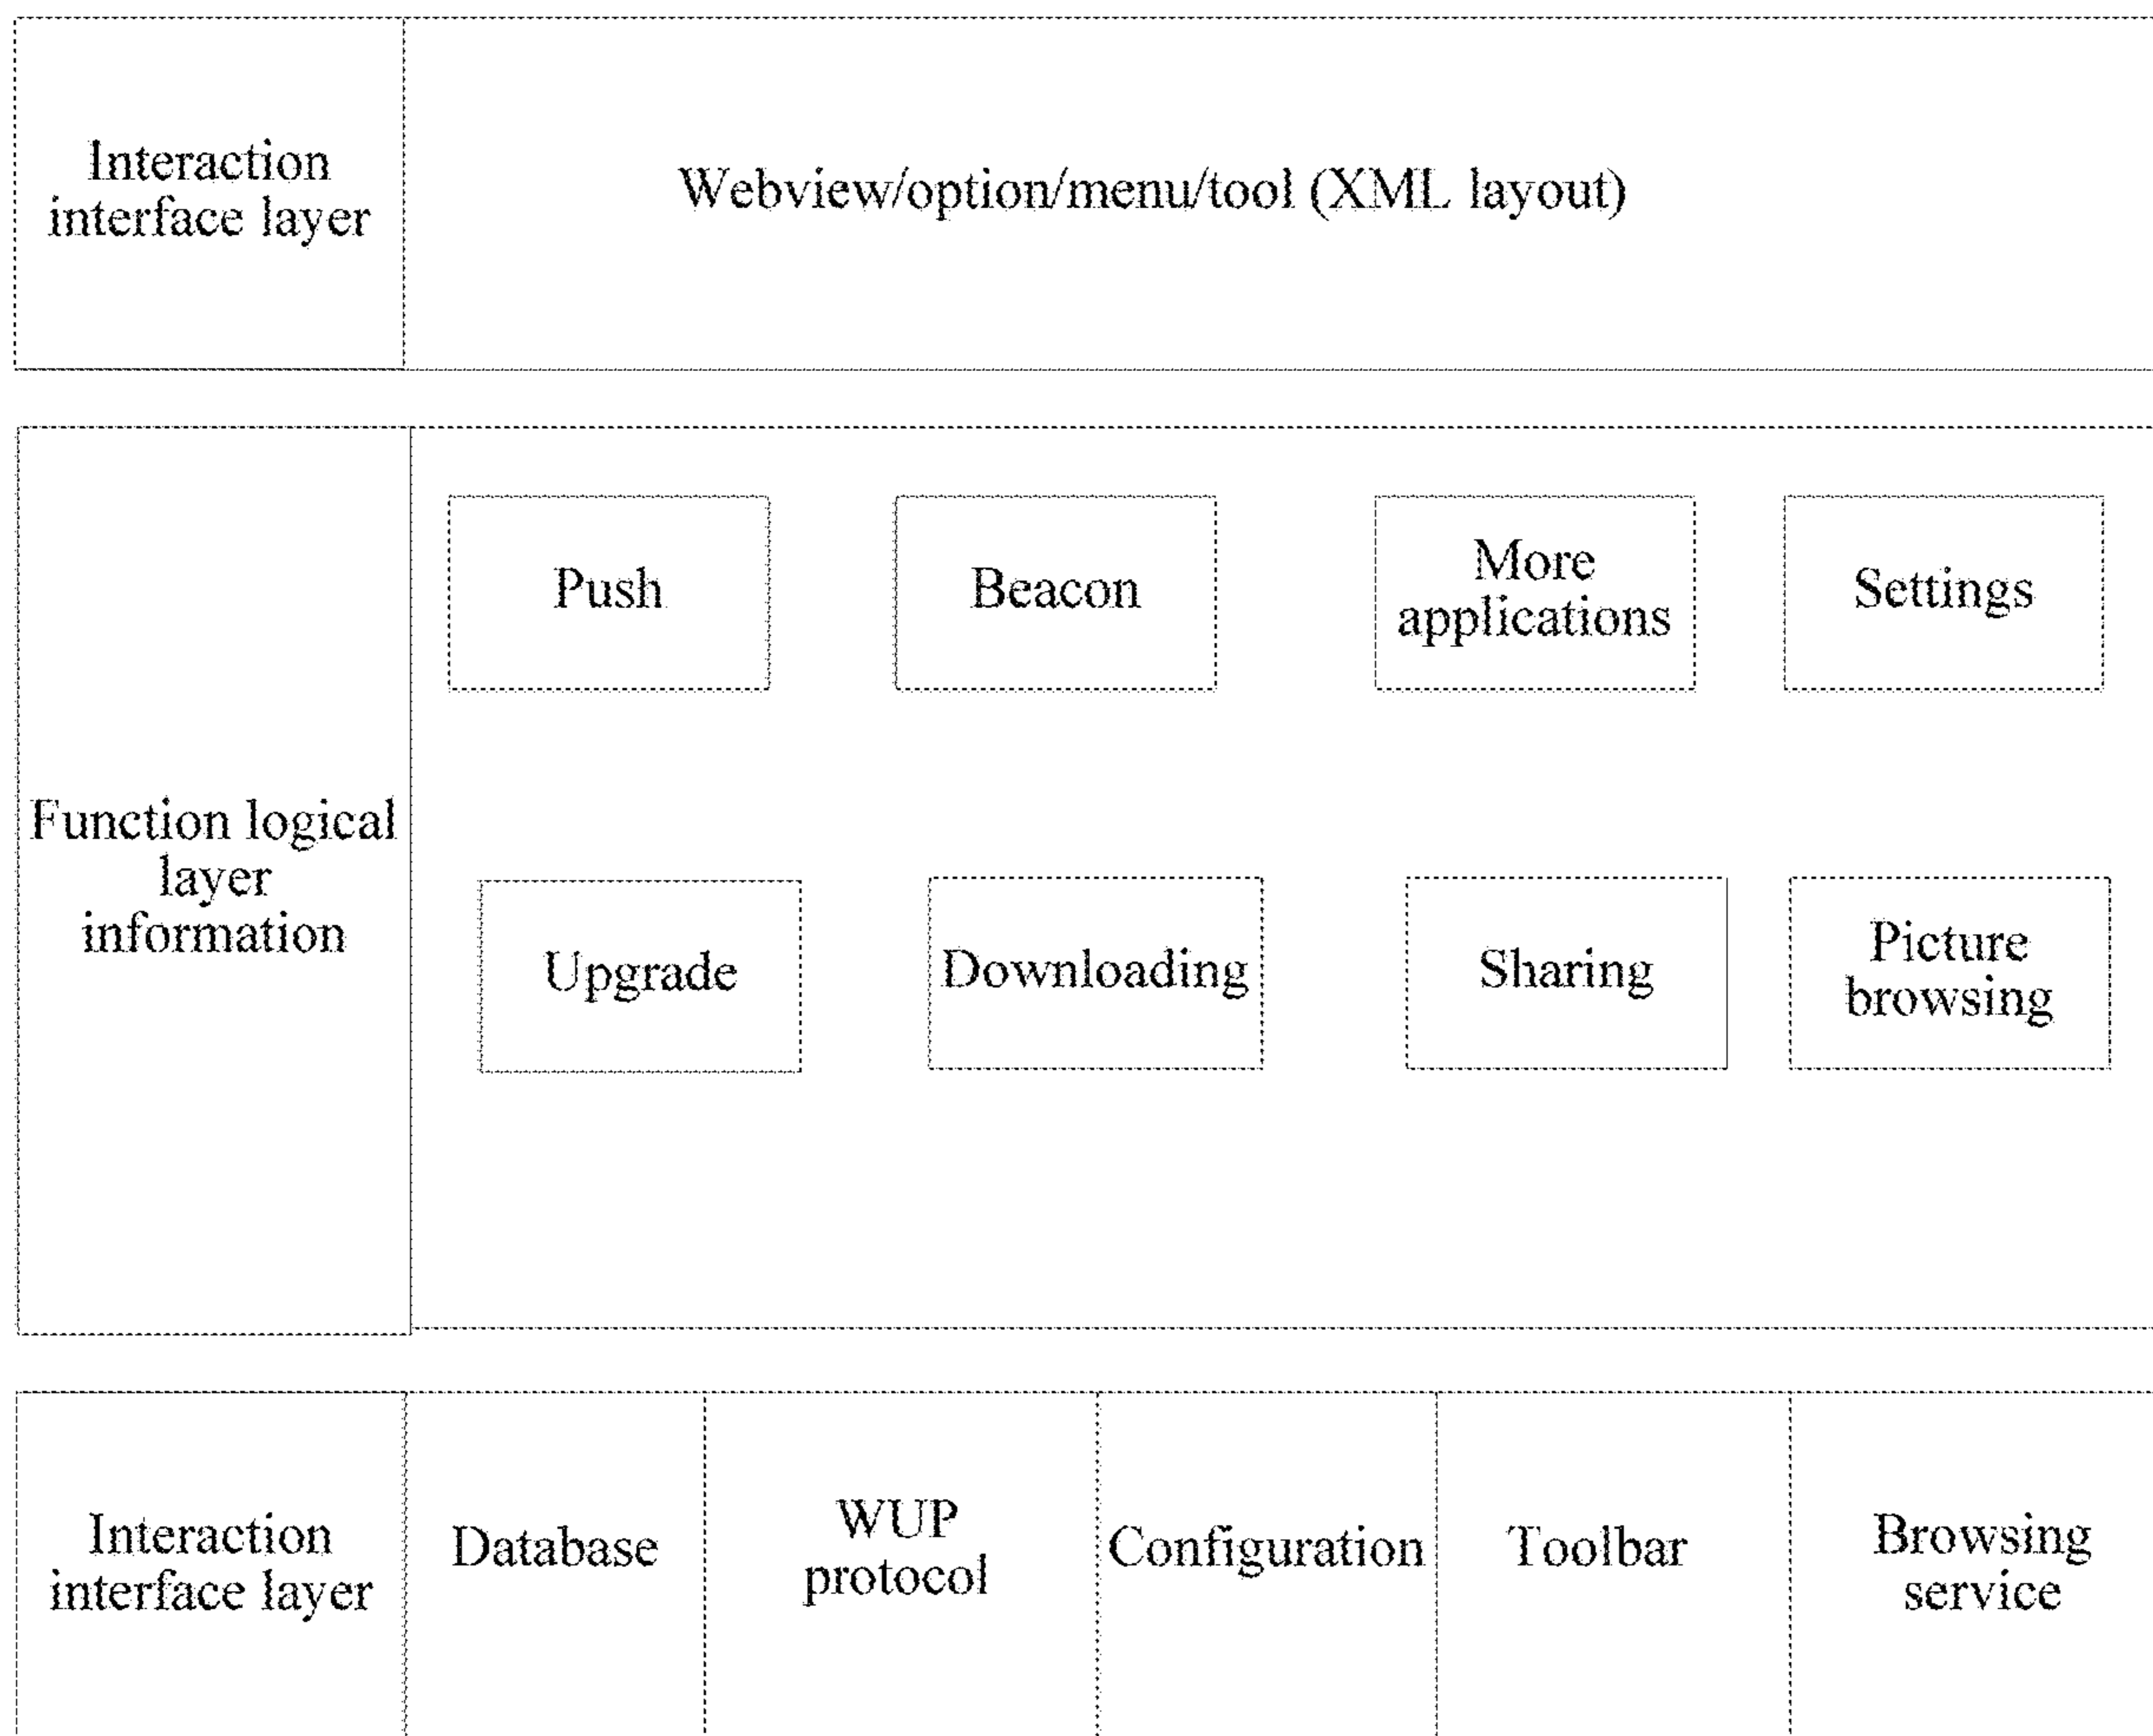 Interaction
interface layer
Webview/option/menu/tool (XML layout)
Function logical
layer
information
Push
Beacon
More
applications
Settings
Upgrade
Downloading
Sharing
Picture
browsing
Interaction
interface layer
Database
WUP
protocol
Configuration
Toolbar
Browsing
service